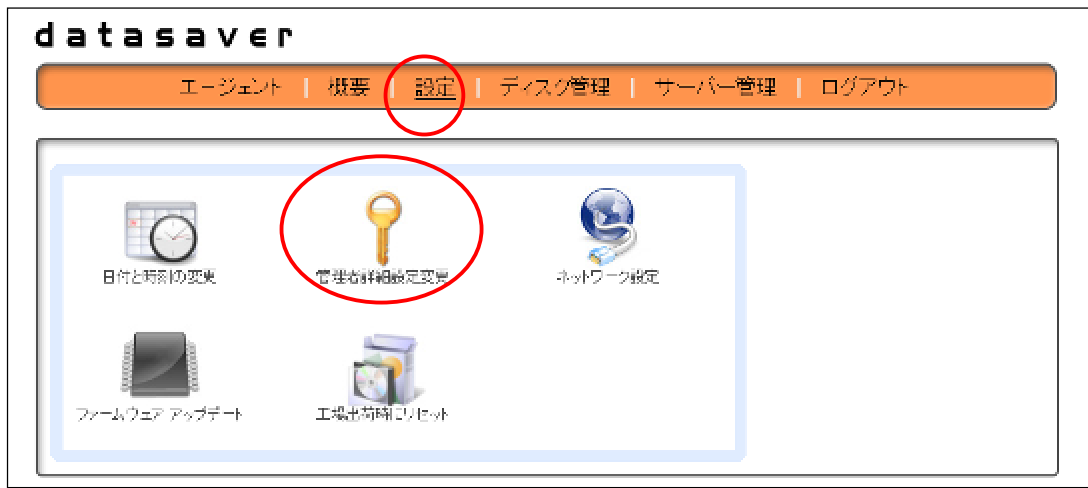 datasaver
エージェント | 概要 | 設定 | ディスク管理 | サーバー管理 | ログアウト
日付と時刻の変更
管理者詳細設定変更
ネットワーク設定
ファームウェア アップデート
工場出荷時にリセット